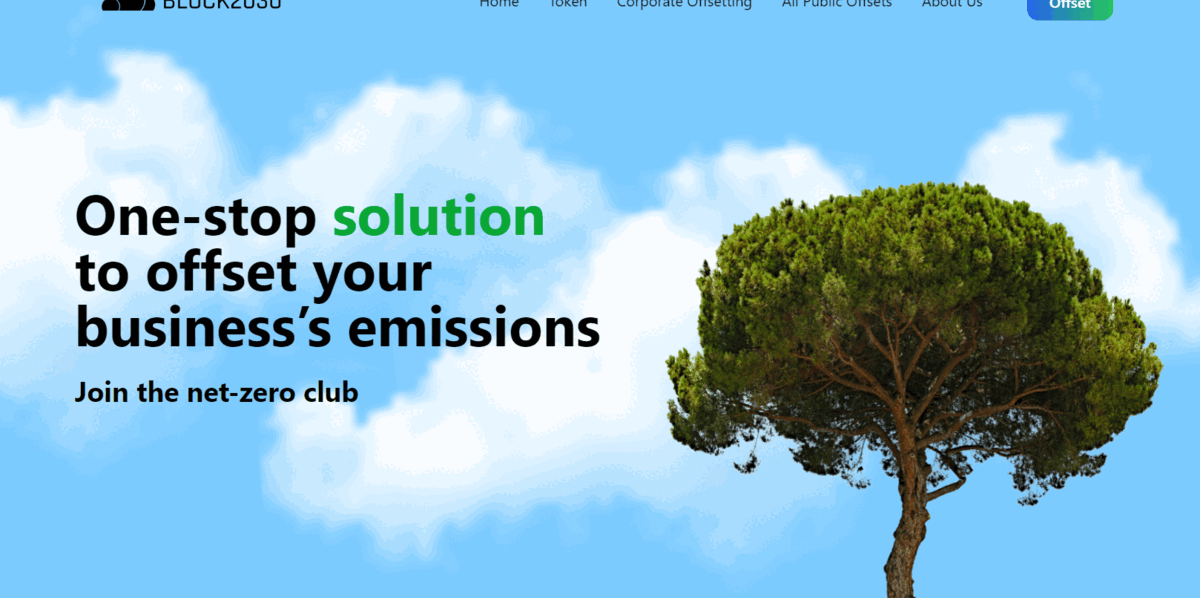 BLOCK2030
Home Token Corporate Offsetting All Public Offsets About Us Offset
One-stop solution
to offset your
business’s emissions
Join the net-zero club